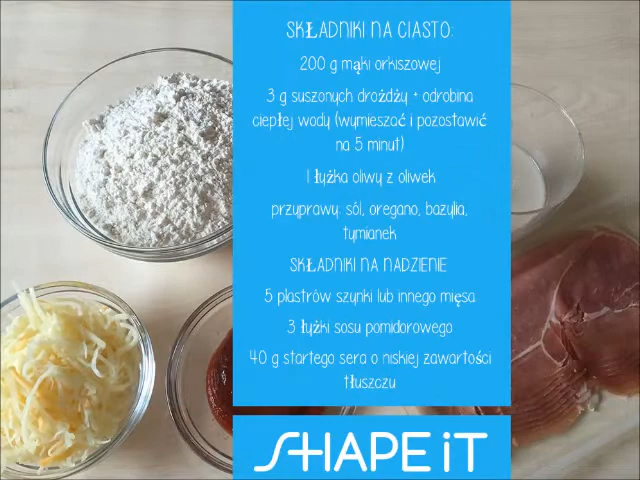 SKŁADNIKI NA CIASTO:
200 g mąki orkiszowej
3 g suszonych drożdży + odrobina
ciepłej wody (wymieszać i pozostawić
na 5 minut)
1 łyżka oliwy z oliwek
przyprawy: sól, oregano, bazylia,
tymianek
SKŁADNIKI NA NADZIENIE
5 plastrów szynki lub innego mięsa
3 łyżki sosu pomidorowego
40 g startego sera o niskiej zawartości
tłuszczu
SHAPE iT